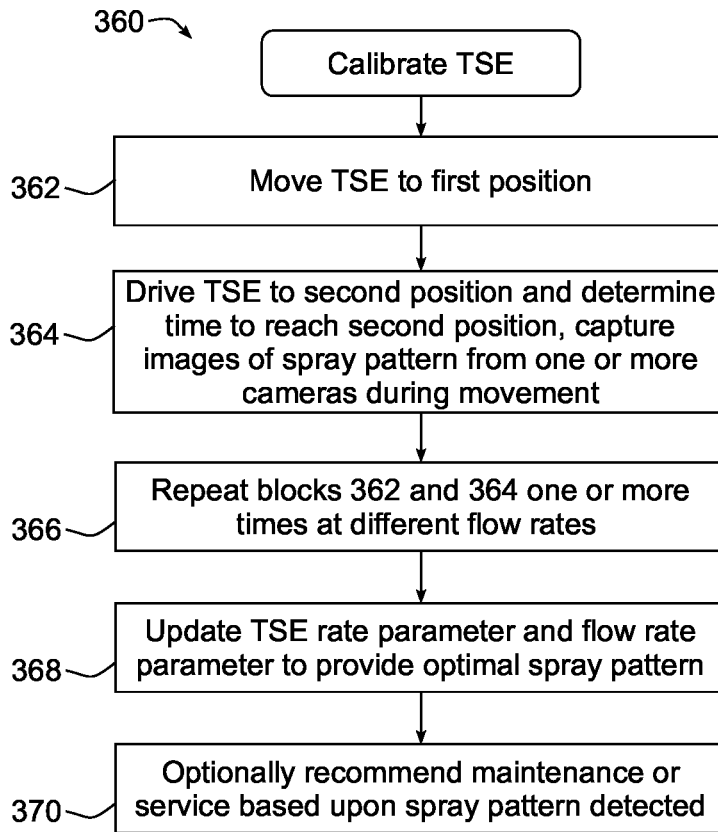 360
Calibrate TSE
362
Move TSE to first position
364
Drive TSE to second position and determine
time to reach second position, capture
images of spray pattern from one or more
cameras during movement
366
Repeat blocks 362 and 364 one or more
times at different flow rates
368
Update TSE rate parameter and flow rate
parameter to provide optimal spray pattern
370
Optionally recommend maintenance or
service based upon spray pattern detected